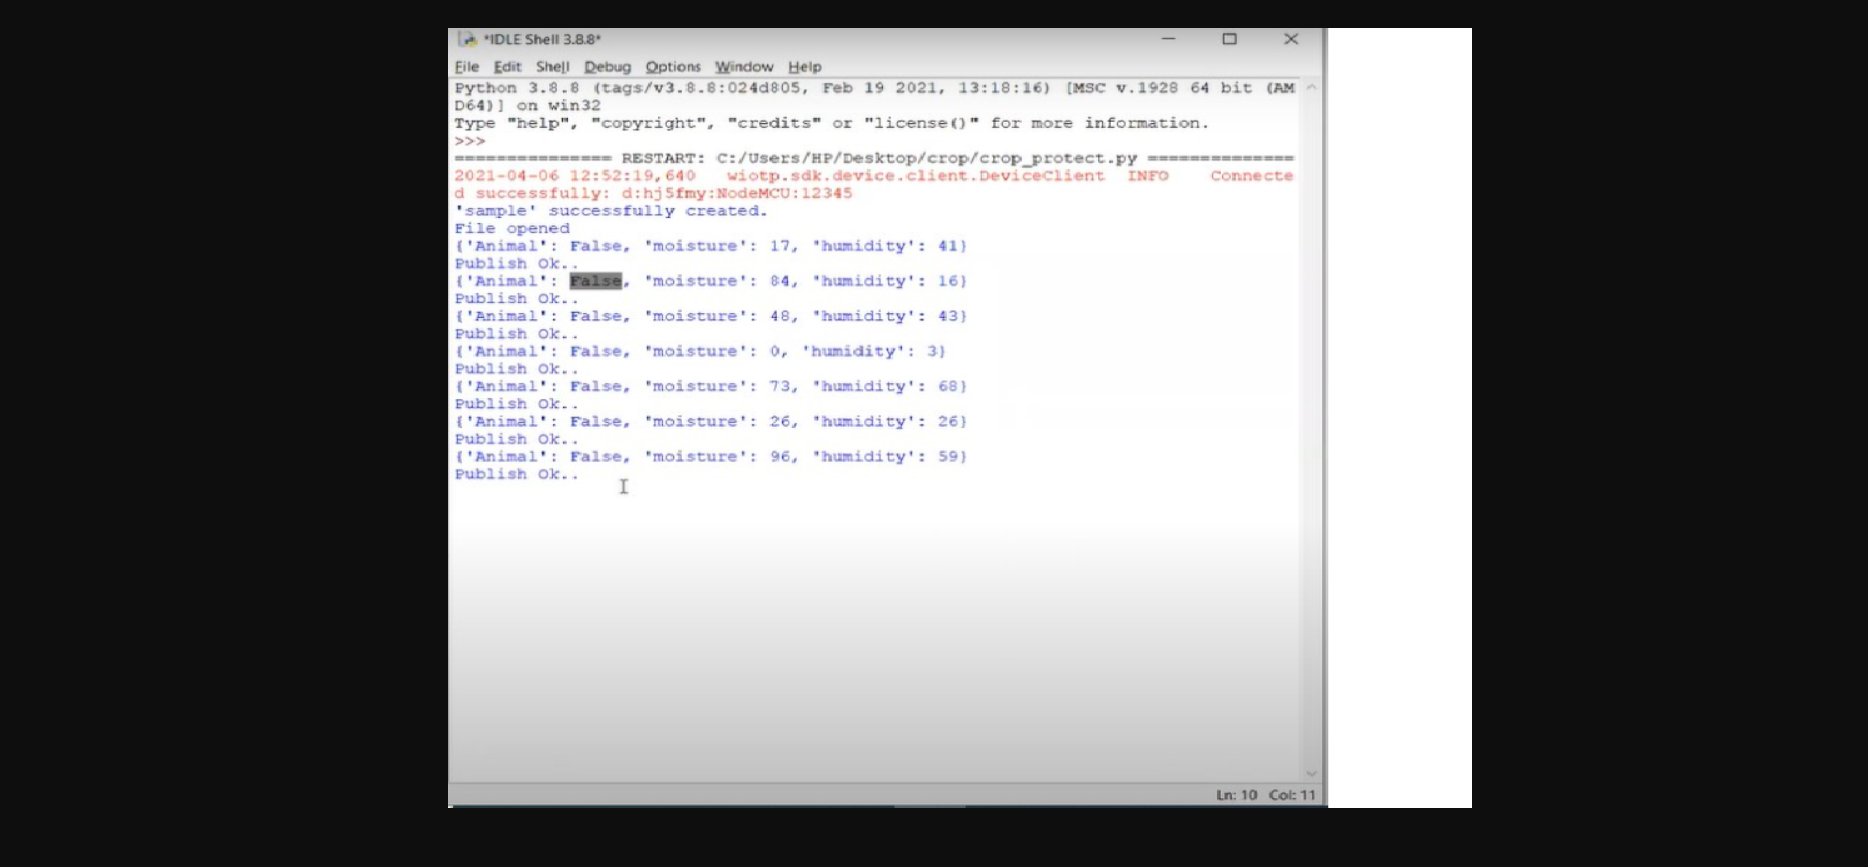 *IDLE Shell 3.8.8*
File Edit Shell Debug Options Window Help
Python 3.8.8 (tags/v3.8.8:024d805, Feb 19 2021, 13:18:16) [MSC v.1928 64 bit (AM
D64)] on win32
Type "help", "copyright", "credits" or "license()" for more information.
>>>
=============== RESTART: C:/Users/HP/Desktop/crop/crop_protect.py ==============
2021-04-06 12:52:19,640   wiotp.sdk.device.client.DeviceClient  INFO    Connecte
d successfully: d:hj5fmy:NodeMCU:12345
'sample' successfully created.
File opened
{'Animal': False, 'moisture': 17, 'humidity': 41}
Publish Ok..
{'Animal': False, 'moisture': 84, 'humidity': 16}
Publish Ok..
{'Animal': False, 'moisture': 48, 'humidity': 43}
Publish Ok..
{'Animal': False, 'moisture': 0, 'humidity': 3}
Publish Ok..
{'Animal': False, 'moisture': 73, 'humidity': 68}
Publish Ok..
{'Animal': False, 'moisture': 26, 'humidity': 26}
Publish Ok..
{'Animal': False, 'moisture': 96, 'humidity': 59}
Publish Ok..
Ln: 10 Col: 11